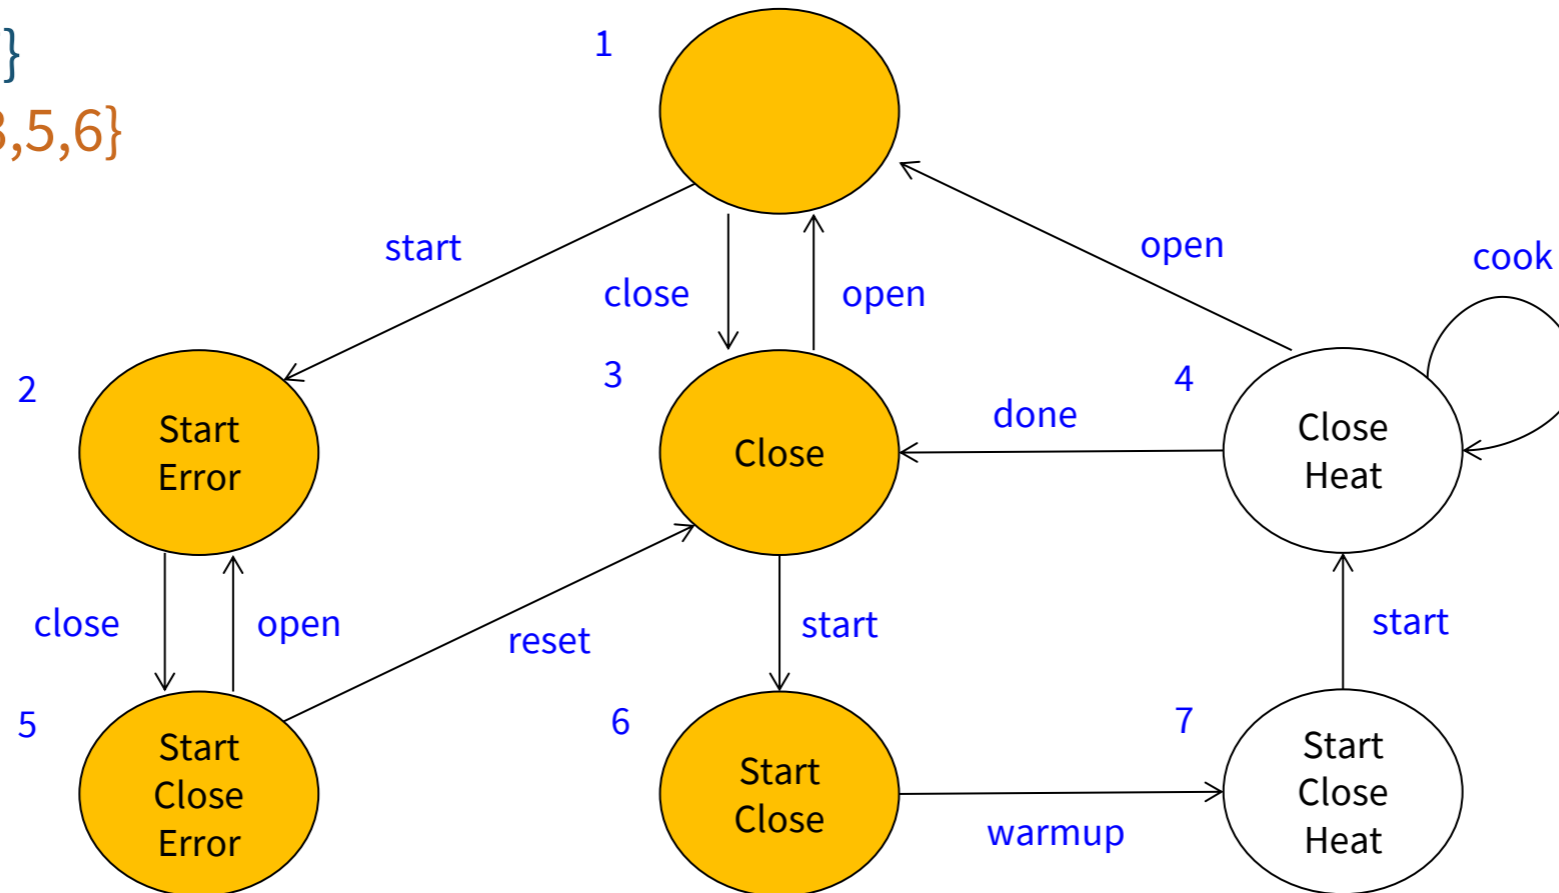 }
3,5,6}
1
start
close
open
open
cook
2
Start
Error
3
Close
done
4
Close
Heat
close
open
reset
start
start
5
Start
Close
Error
6
Start
Close
warmup
7
Start
Close
Heat